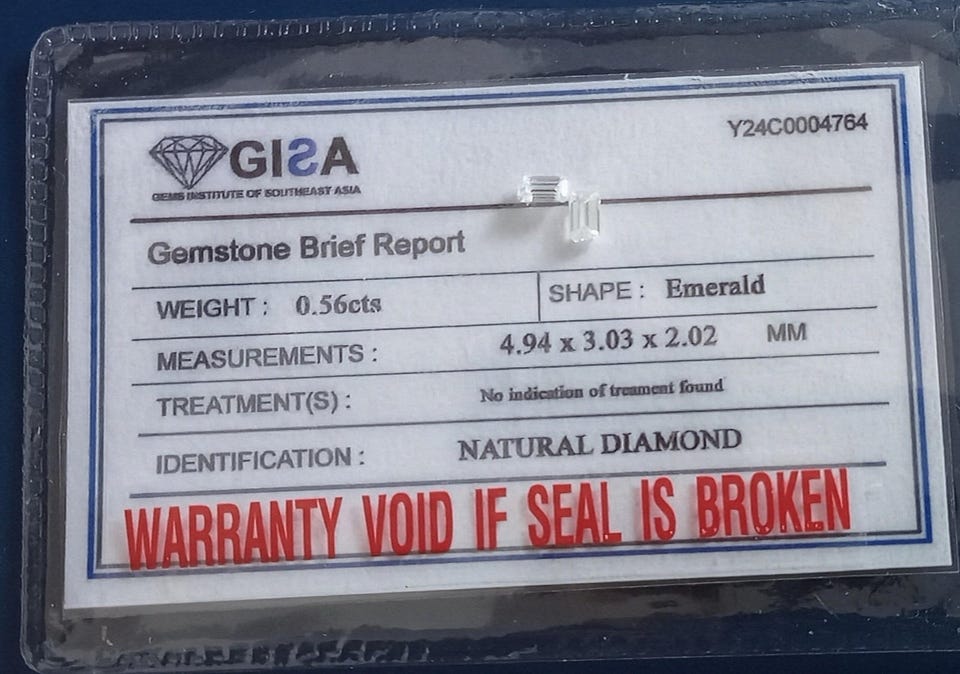 Y24C0004764
GISA
GEMS INSTITUTE OF SOUTHEAST ASIA
Gemstone Brief Report
WEIGHT : 0.56cts
SHAPE : Emerald
MEASUREMENTS : 4.94 x 3.03 x 2.02 MM
TREATMENT(S) : No indication of treament found
IDENTIFICATION : NATURAL DIAMOND
WARRANTY VOID IF SEAL IS BROKEN